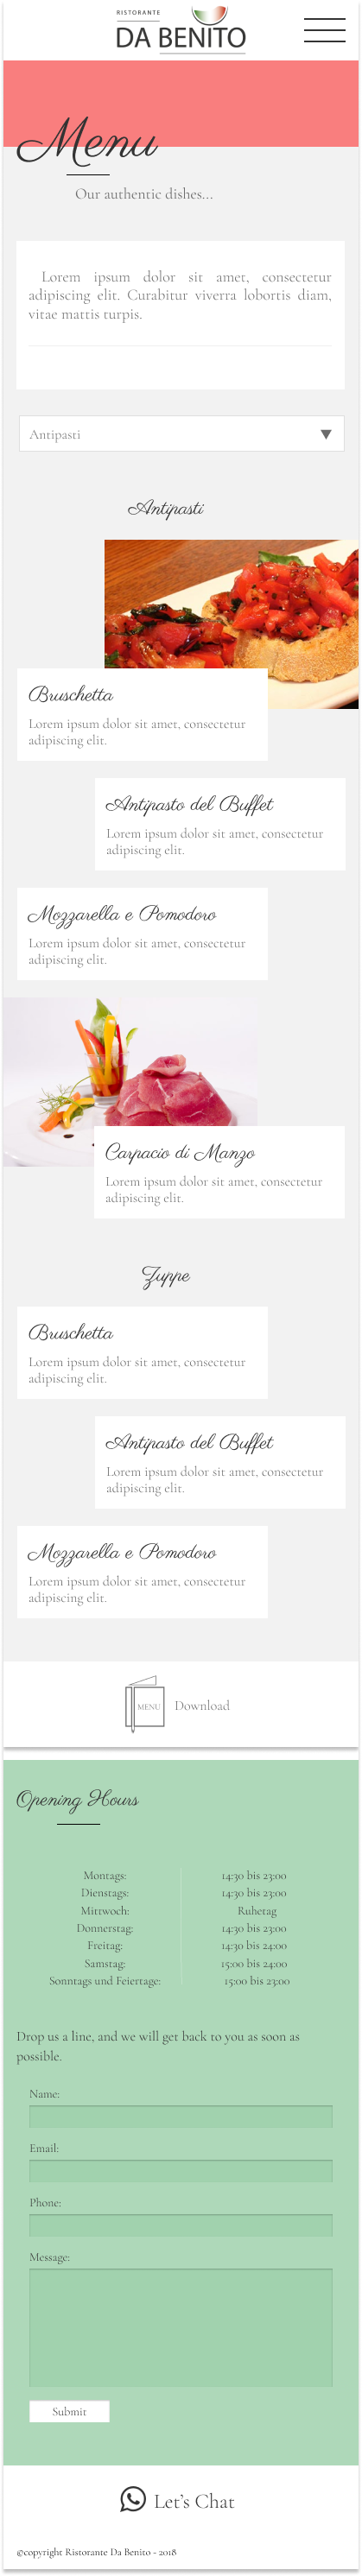 RISTORANTE
DA BENITO
Menu
Our authentic dishes...
Lorem ipsum dolor sit amet, consectetur
adipiscing elit. Curabitur viverra lobortis diam,
vitae mattis turpis.
Antipasti
Antipasti
Bruschetta
Lorem ipsum dolor sit amet, consectetur
adipiscing elit.
Antipasto del Buffet
Lorem ipsum dolor sit amet, consectetur
adipiscing elit.
Mozzarella e Pomodoro
Lorem ipsum dolor sit amet, consectetur
adipiscing elit.
Carpacio di Manzo
Lorem ipsum dolor sit amet, consectetur
adipiscing elit.
Zuppe
Bruschetta
Lorem ipsum dolor sit amet, consectetur
adipiscing elit.
Antipasto del Buffet
Lorem ipsum dolor sit amet, consectetur
adipiscing elit.
Mozzarella e Pomodoro
Lorem ipsum dolor sit amet, consectetur
adipiscing elit.
MENU Download
Opening Hours
Montags: 14:30 bis 23:00
Dienstags: 14:30 bis 23:00
Mittwoch: Ruhetag
Donnerstag: 14:30 bis 23:00
Freitag: 14:30 bis 24:00
Samstag: 15:00 bis 24:00
Sonntags und Feiertage: 15:00 bis 23:00
Drop us a line, and we will get back to you as soon as
possible.
Name:
Email:
Phone:
Message:
Submit
Let's Chat
©copyright Ristorante Da Benito - 2018